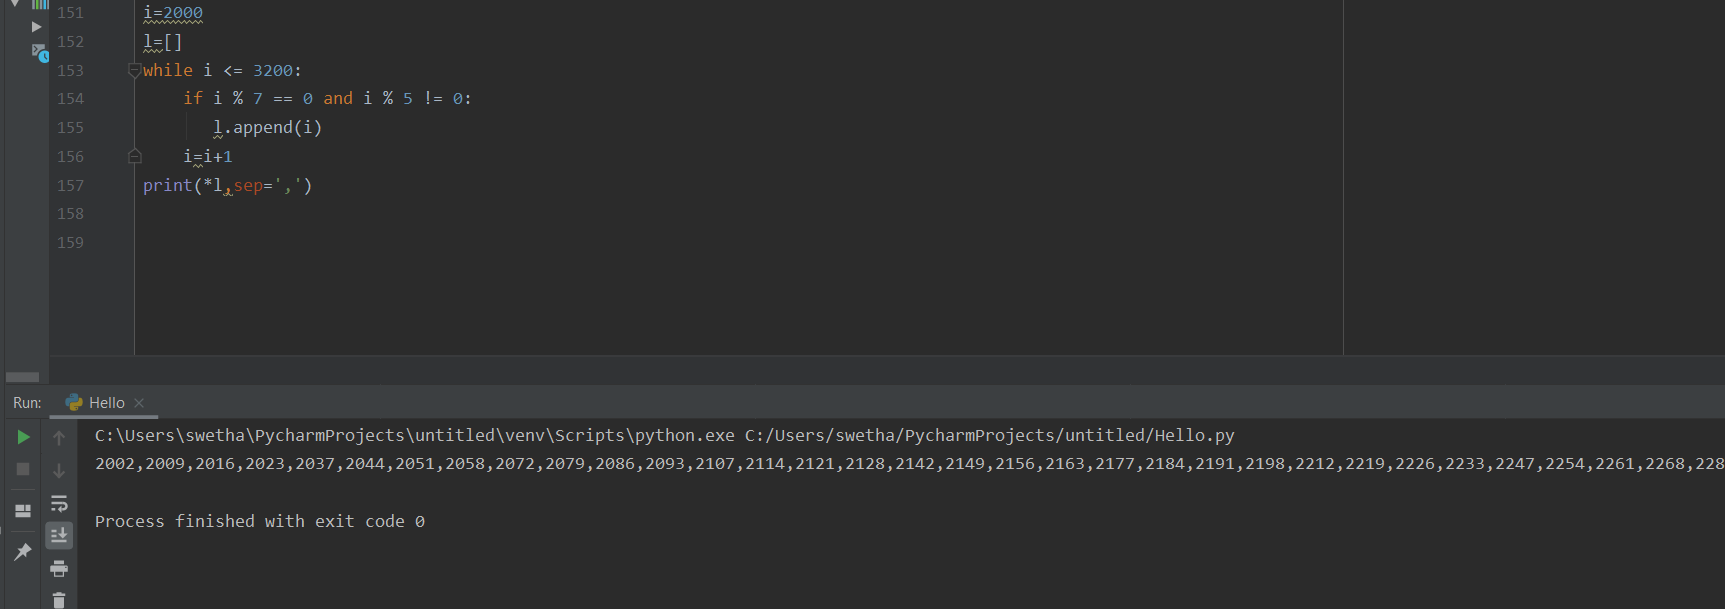 151 i=2000
152 l=[]
153 while i <= 3200:
154     if i % 7 == 0 and i % 5 != 0:
155        l.append(i)
156     i=i+1
157 print(*l,sep=',')
158
159
Run: Hello
C:\Users\swetha\PycharmProjects\untitled\venv\Scripts\python.exe C:/Users/swetha/PycharmProjects/untitled/Hello.py
2002,2009,2016,2023,2037,2044,2051,2058,2072,2079,2086,2093,2107,2114,2121,2128,2142,2149,2156,2163,2177,2184,2191,2198,2212,2219,2226,2233,2247,2254,2261,2268,228
Process finished with exit code 0